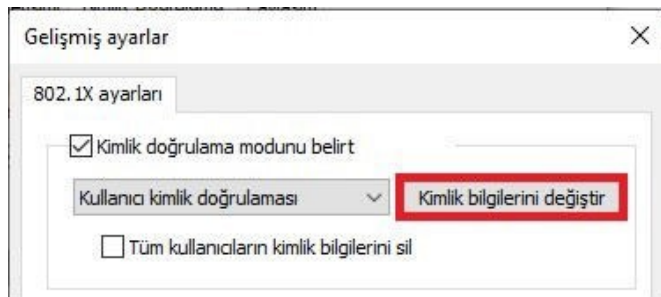 Gelişmiş ayarlar
802.1X ayarları
Kimlik doğrulama modunu belirt
Kullanıcı kimlik doğrulaması
Kimlik bilgilerini değiştir
Tüm kullanıcıların kimlik bilgilerini sil